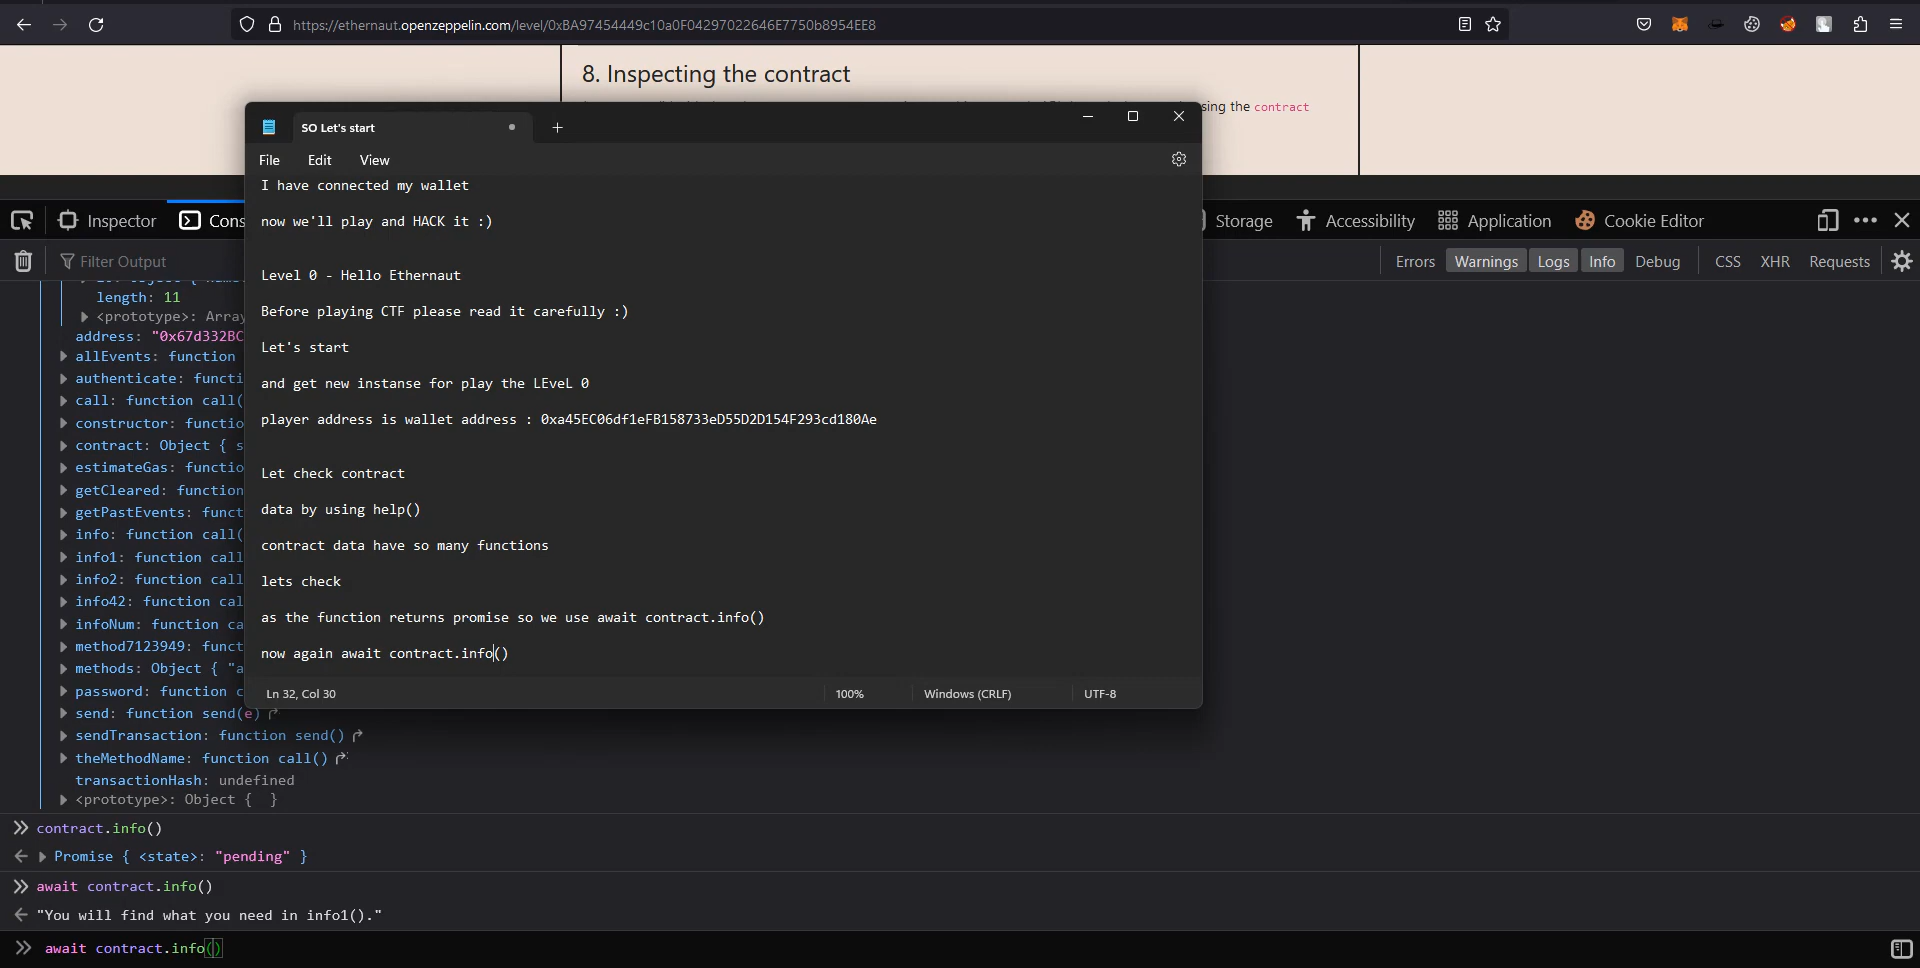 https://ethernaut.openzeppelin.com/level/0xBA97454449c10a0F04297022646E7750b8954EE8
8. Inspecting the contract
sing the contract
SO Let's start
File Edit View
I have connected my wallet
now we'll play and HACK it :)
Level 0 - Hello Ethernaut
Before playing CTF please read it carefully :)
Let's start
and get new instanse for play the LEveL 0
player address is wallet address : 0xa45EC06df1eFB158733eD55D2D154F293cd180Ae
Let check contract
data by using help()
contract data have so many functions
lets check
as the function returns promise so we use await contract.info()
now again await contract.info()
Ln 32, Col 30 100% Windows (CRLF) UTF-8
Inspector Cons Storage Accessibility Application Cookie Editor
Filter Output Errors Warnings Logs Info Debug CSS XHR Requests
length: 11
<prototype>: Array
address: "0x67d332BC
allEvents: function
authenticate: functi
call: function call(
constructor: functio
contract: Object { s
estimateGas: functio
getCleared: function
getPastEvents: funct
info: function call(
info1: function call
info2: function call
info42: function cal
infoNum: function ca
method7123949: funct
methods: Object { "a
password: function c
send: function send(e)
sendTransaction: function send()
theMethodName: function call()
transactionHash: undefined
<prototype>: Object { }
contract.info()
Promise { <state>: "pending" }
await contract.info()
"You will find what you need in info1()."
await contract.info()